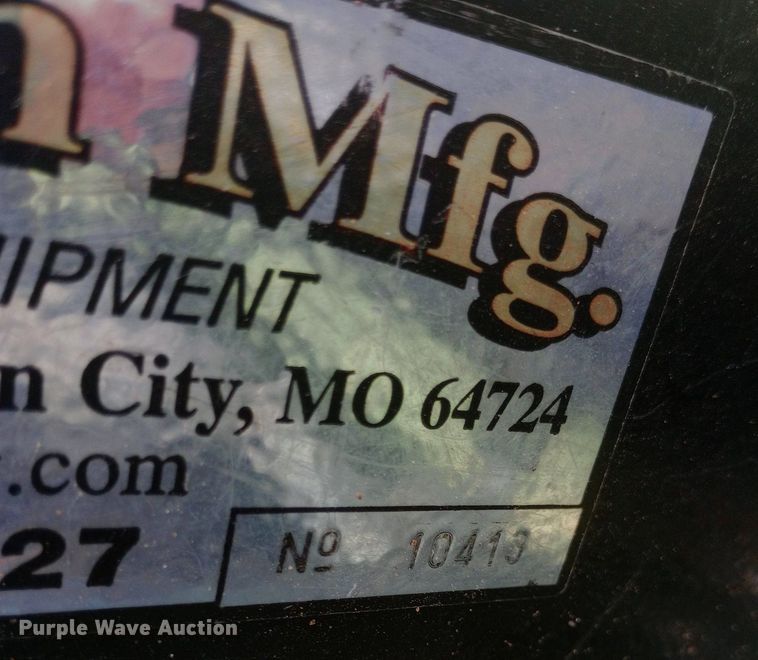 n Mfg.
IPMENT
n City, MO 64724
.com
27
Nº 10413
Purple Wave Auction